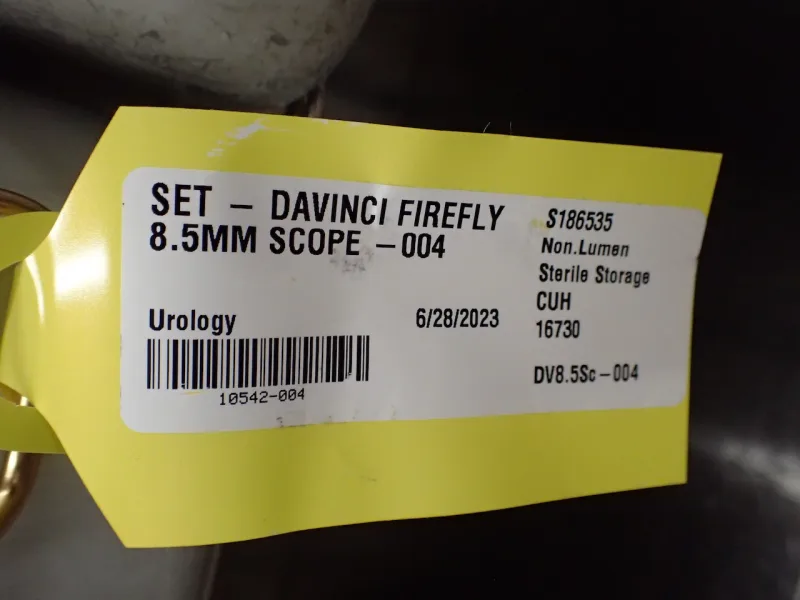 SET - DAVINCI FIREFLY
8.5MM SCOPE -004
Urology
6/28/2023
10542-004
S186535
Non.Lumen
Sterile Storage
CUH
16730
DV8.5Sc-004